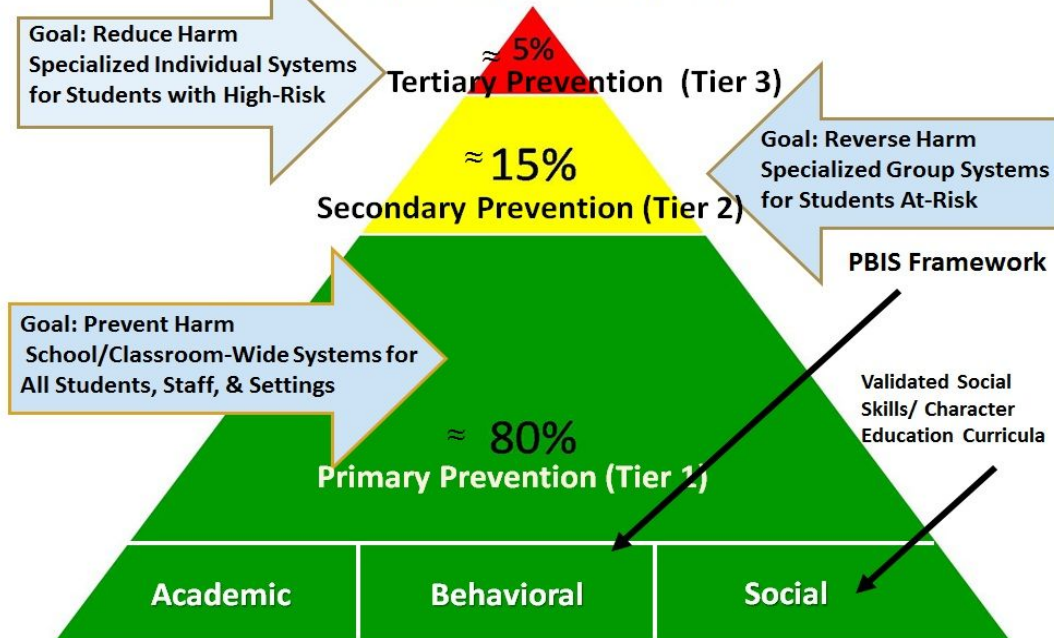 Goal: Reduce Harm
Specialized Individual Systems
for Students with High-Risk
≈ 5%
Tertiary Prevention (Tier 3)
≈ 15%
Secondary Prevention (Tier 2)
Goal: Reverse Harm
Specialized Group Systems
for Students At-Risk
PBIS Framework
Goal: Prevent Harm
School/Classroom-Wide Systems for
All Students, Staff, & Settings
Validated Social
Skills/ Character
Education Curricula
≈ 80%
Primary Prevention (Tier 1)
Academic
Behavioral
Social